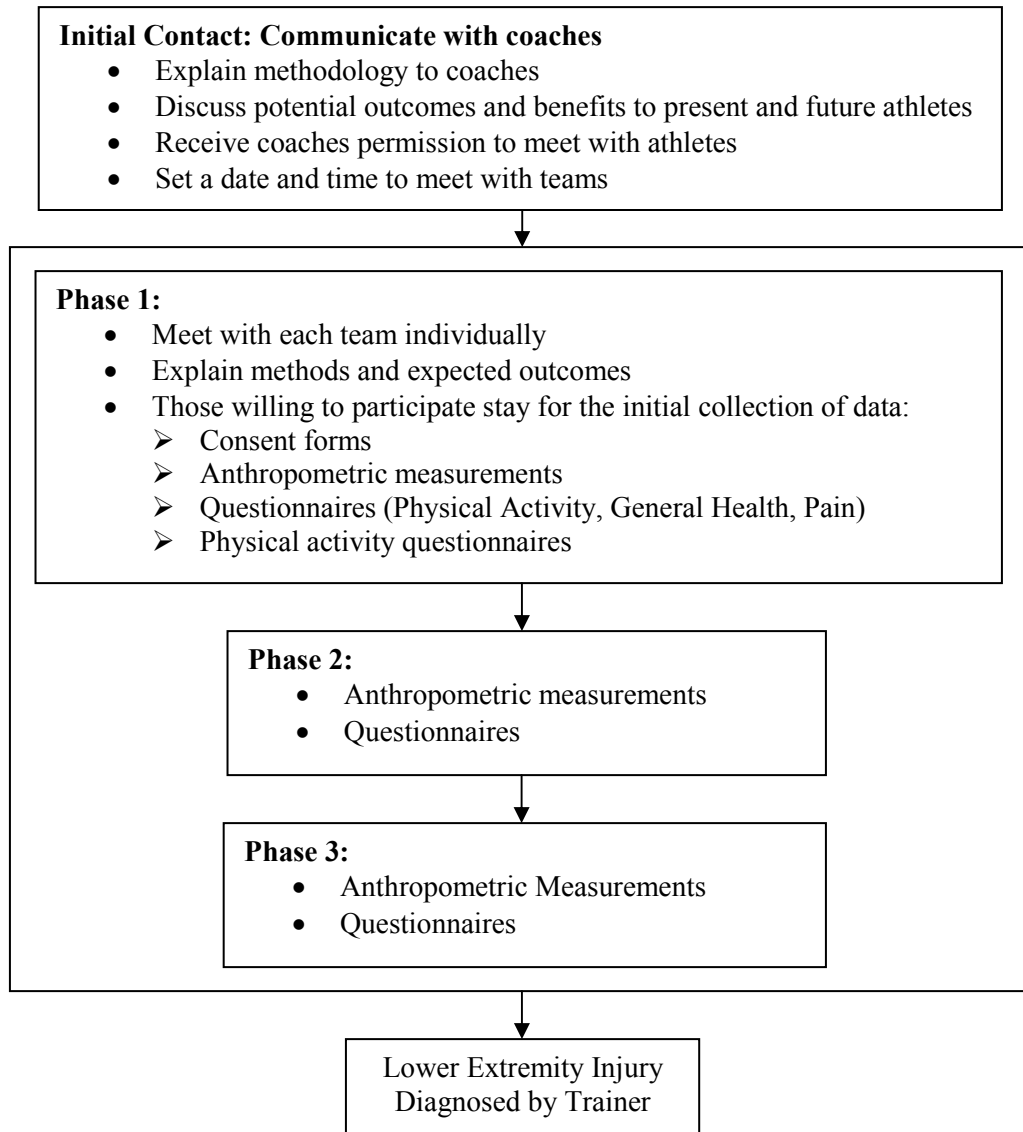 Initial Contact: Communicate with coaches
• Explain methodology to coaches
• Discuss potential outcomes and benefits to present and future athletes
• Receive coaches permission to meet with athletes
• Set a date and time to meet with teams
Phase 1:
• Meet with each team individually
• Explain methods and expected outcomes
• Those willing to participate stay for the initial collection of data:
➢ Consent forms
➢ Anthropometric measurements
➢ Questionnaires (Physical Activity, General Health, Pain)
➢ Physical activity questionnaires
Phase 2:
• Anthropometric measurements
• Questionnaires
Phase 3:
• Anthropometric Measurements
• Questionnaires
Lower Extremity Injury
Diagnosed by Trainer